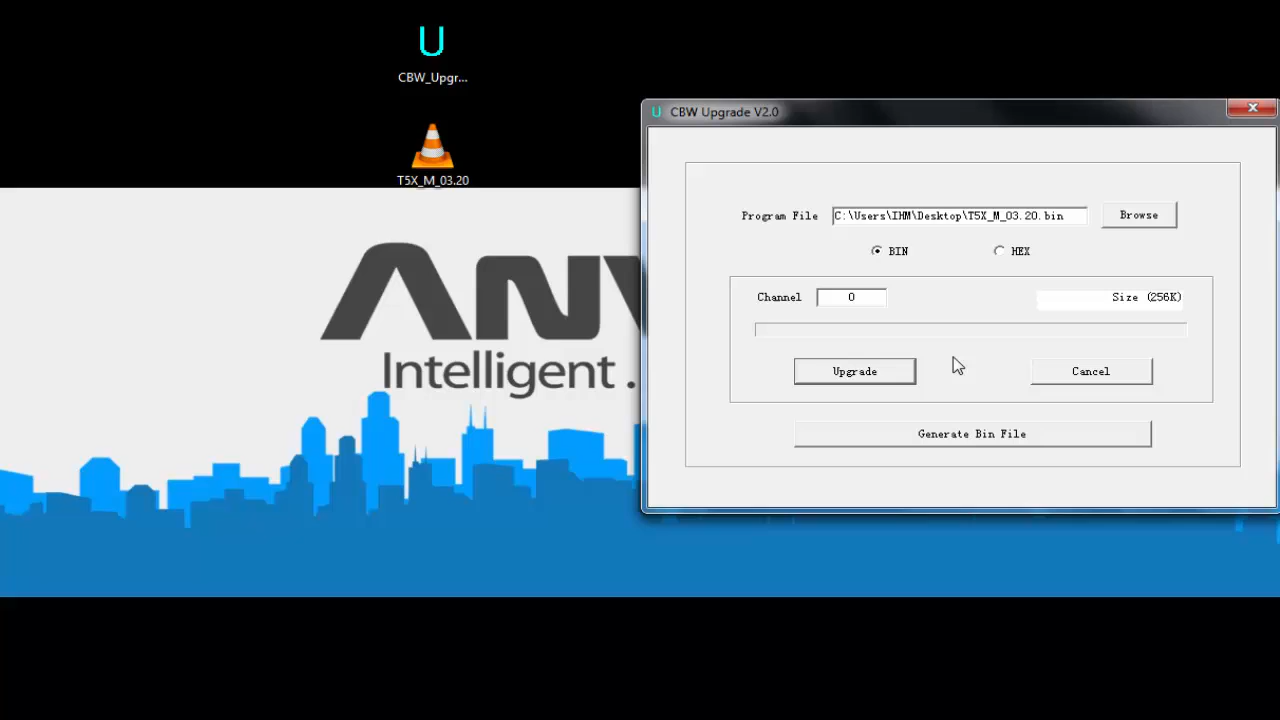 U
CBW_Upgr...
T5X_M_03.20
Intelligent .
U CBW Upgrade V2.0
Program File C:\Users\IHM\Desktop\T5X_M_03.20.bin Browse
BIN HEX
Channel 0 Size (256K)
Upgrade Cancel
Generate Bin File